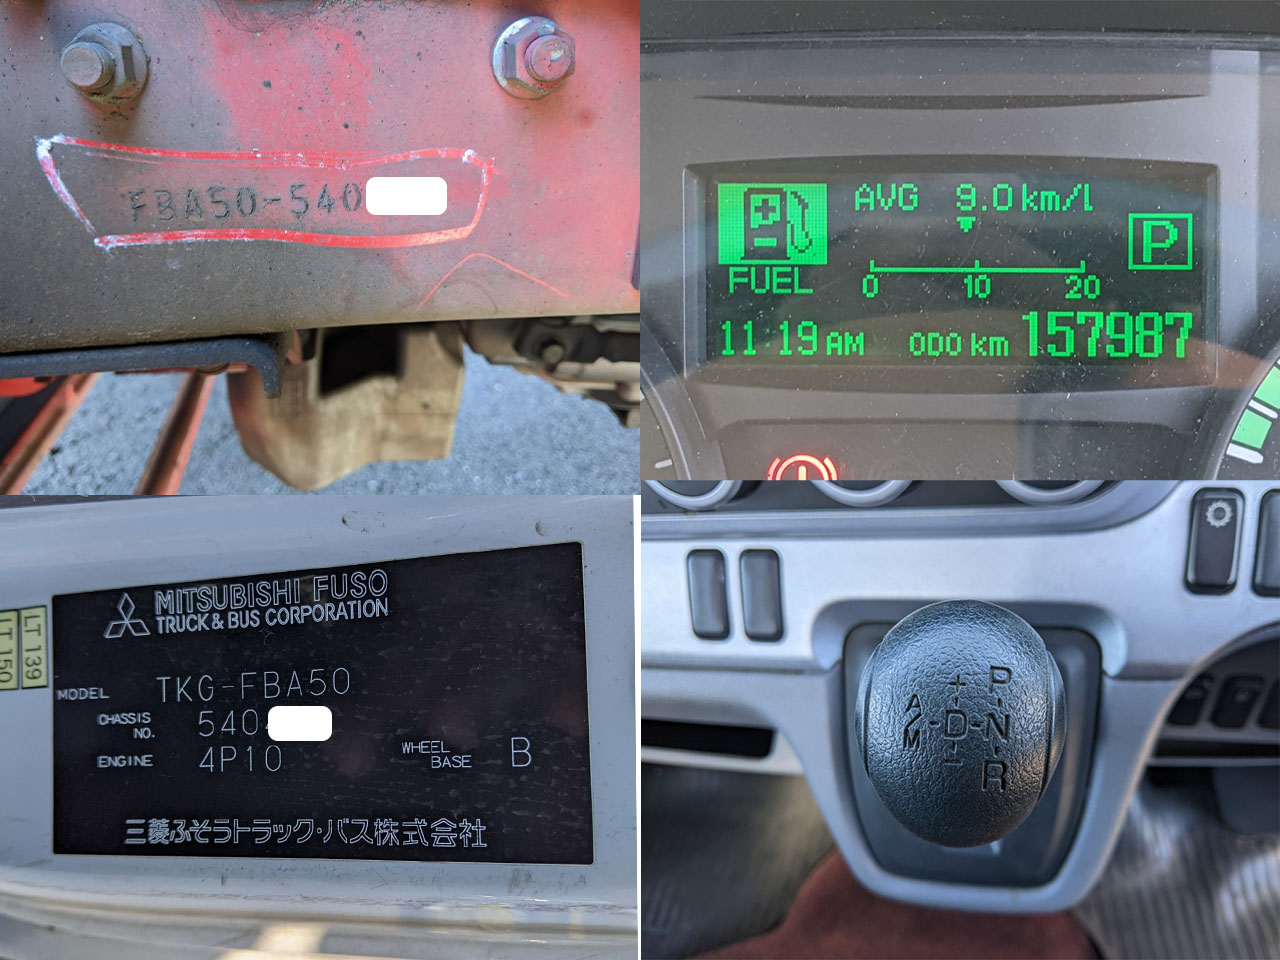 FBA50-540
AVG 9.0 km/l
P
FUEL
0 10 20
11:19 AM ODO km 157987
LT 150
LT 139
MITSUBISHI FUSO
TRUCK & BUS CORPORATION
MODEL TKG-FBA50
CHASSIS NO. 540
ENGINE 4P10 WHEEL BASE B
三菱ふそうトラック・バス株式会社
+ P
A/M - D - N
- R